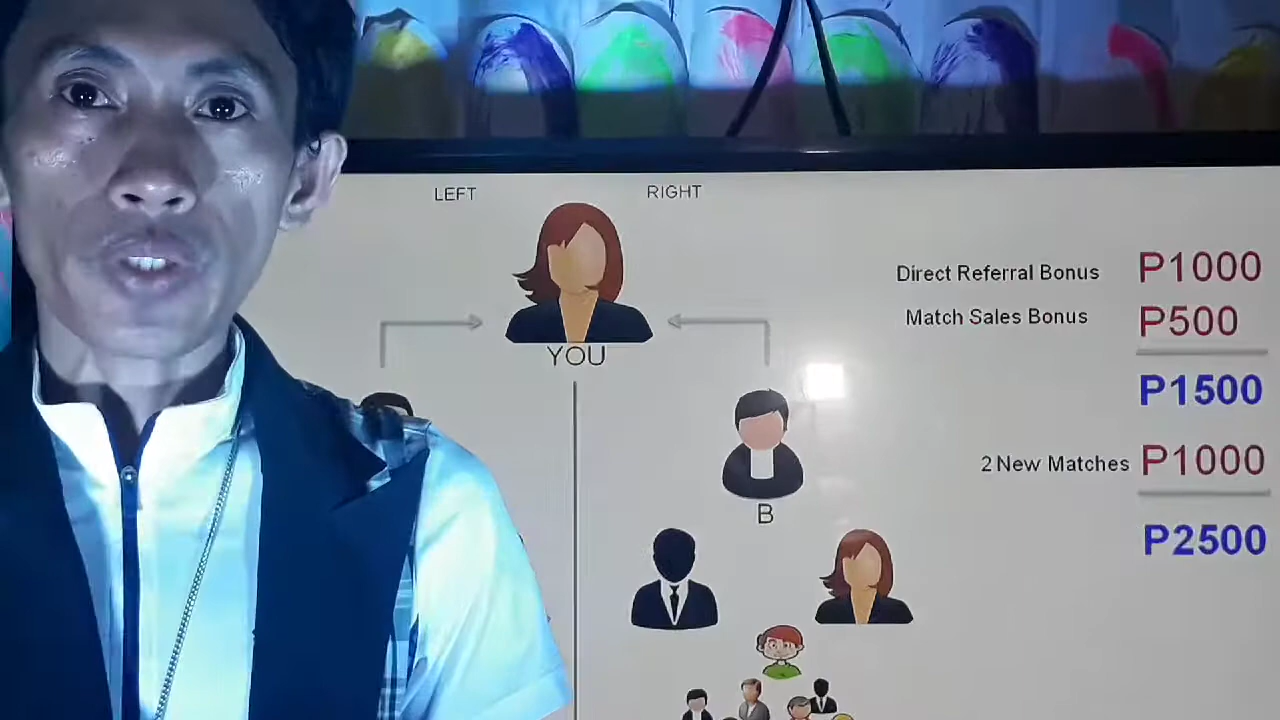 LEFT
RIGHT
YOU
B
Direct Referral Bonus P1000
Match Sales Bonus P500
P1500
2 New Matches P1000
P2500